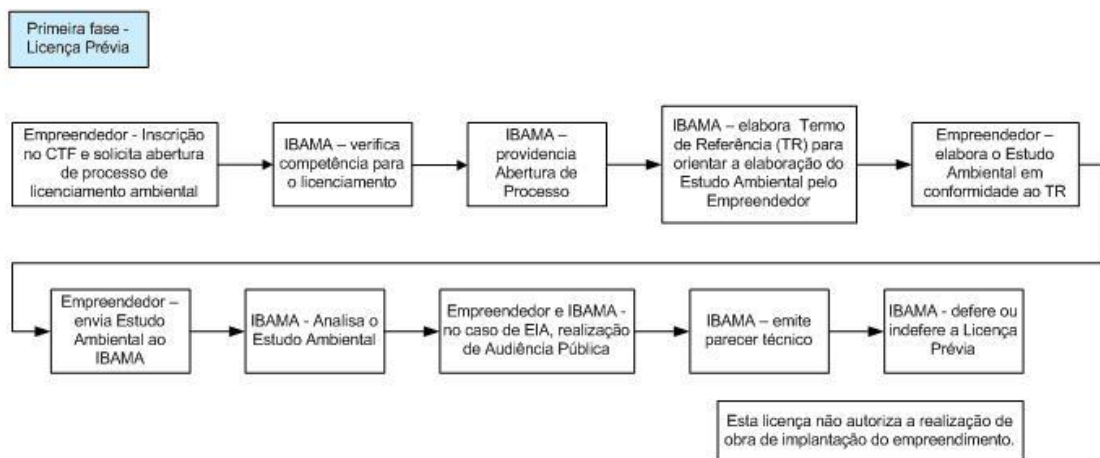 Primeira fase -
Licença Prévia
Empreendedor - Inscrição
no CTF e solicita abertura
de processo de
licenciamento ambiental
IBAMA – verifica
competência para
o licenciamento
IBAMA –
providencia
Abertura de
Processo
IBAMA – elabora Termo
de Referência (TR) para
orientar a elaboração do
Estudo Ambiental pelo
Empreendedor
Empreendedor –
elabora o Estudo
Ambiental em
conformidade ao TR
Empreendedor –
envia Estudo
Ambiental ao
IBAMA
IBAMA - Analisa o
Estudo Ambiental
Empreendedor e IBAMA -
no caso de EIA, realização
de Audiência Pública
IBAMA – emite
parecer técnico
IBAMA - defere ou
indefere a Licença
Prévia
Esta licença não autoriza a realização de
obra de implantação do empreendimento.